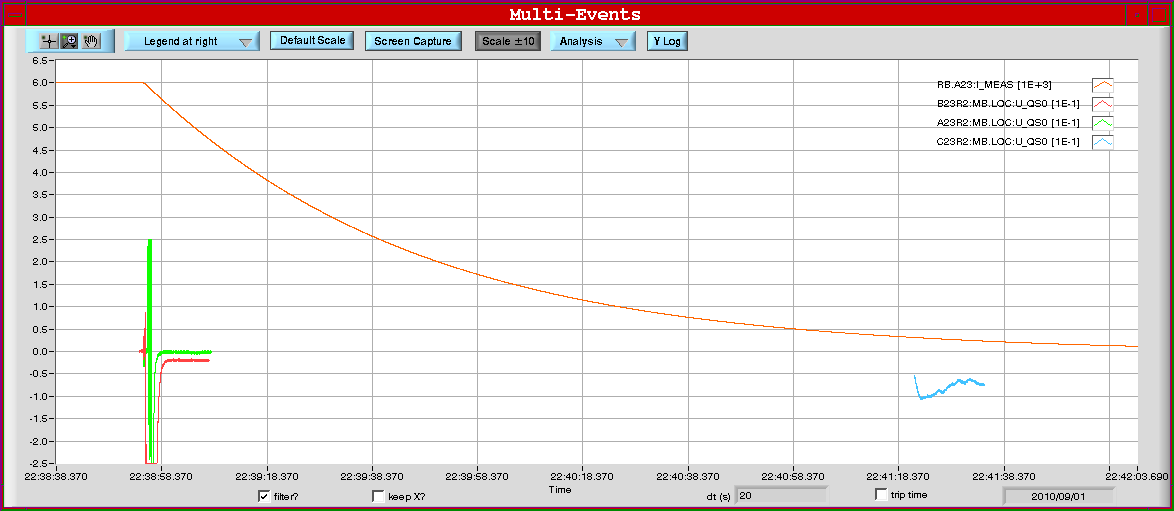 Multi-Events
Legend at right Default Scale Screen Capture Scale ±10 Analysis Y Log
6.5
6.0
5.5
5.0
4.5
4.0
3.5
3.0
2.5
2.0
1.5
1.0
0.5
0.0
-0.5
-1.0
-1.5
-2.0
-2.5
RB.A23:I_MEAS [1E+3]
B23R2:MB.LOC:U_QS0 [1E-1]
A23R2:MB.LOC:U_QS0 [1E-1]
C23R2:MB.LOC:U_QS0 [1E-1]
22:38:38.370 22:38:58.370 22:39:18.370 22:39:38.370 22:39:58.370 22:40:18.370 22:40:38.370 22:40:58.370 22:41:18.370 22:41:38.370 22:42:03.690
Time
filter? keep X? dt (s) 20 trip time 2010/09/01